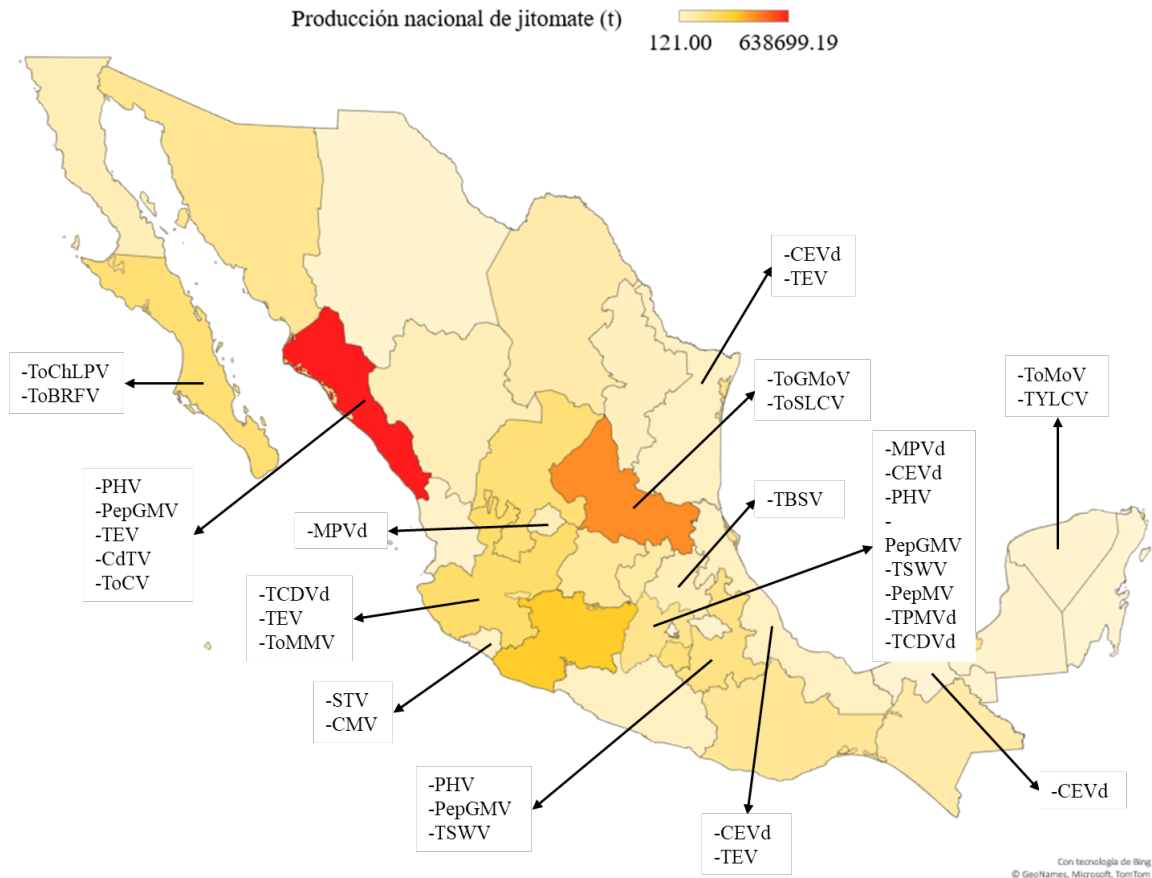 Producción nacional de jitomate (t)
121.00 638699.19
-CEVd
-TEV
-ToChLPV
-ToBRFV
-ToGMoV
-ToSLCV
-ToMoV
-TYLCV
-PHV
-PepGMV
-TEV
-CdTV
-ToCV
-MPVd
-TBSV
-MPVd
-CEVd
-PHV
-
PepGMV
-TSWV
-PepMV
-TPMVd
-TCDVd
-TCDVd
-TEV
-ToMMV
-STV
-CMV
-PHV
-PepGMV
-TSWV
-CEVd
-TEV
-CEVd
Con tecnología de Bing
© GeoNames, Microsoft, TomTom